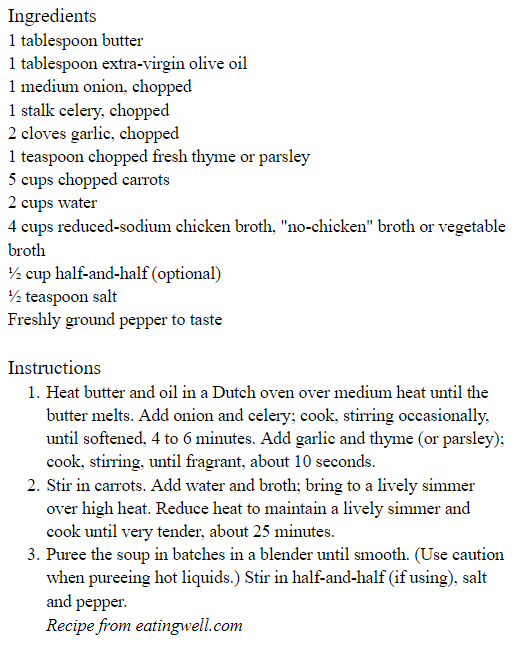 Ingredients
1 tablespoon butter
1 tablespoon extra-virgin olive oil
1 medium onion, chopped
1 stalk celery, chopped
2 cloves garlic, chopped
1 teaspoon chopped fresh thyme or parsley
5 cups chopped carrots
2 cups water
4 cups reduced-sodium chicken broth, "no-chicken" broth or vegetable
broth
½ cup half-and-half (optional)
½ teaspoon salt
Freshly ground pepper to taste
Instructions
1. Heat butter and oil in a Dutch oven over medium heat until the
butter melts. Add onion and celery; cook, stirring occasionally,
until softened, 4 to 6 minutes. Add garlic and thyme (or parsley);
cook, stirring, until fragrant, about 10 seconds.
2. Stir in carrots. Add water and broth; bring to a lively simmer
over high heat. Reduce heat to maintain a lively simmer and
cook until very tender, about 25 minutes.
3. Puree the soup in batches in a blender until smooth. (Use caution
when pureeing hot liquids.) Stir in half-and-half (if using), salt
and pepper.
Recipe from eatingwell.com